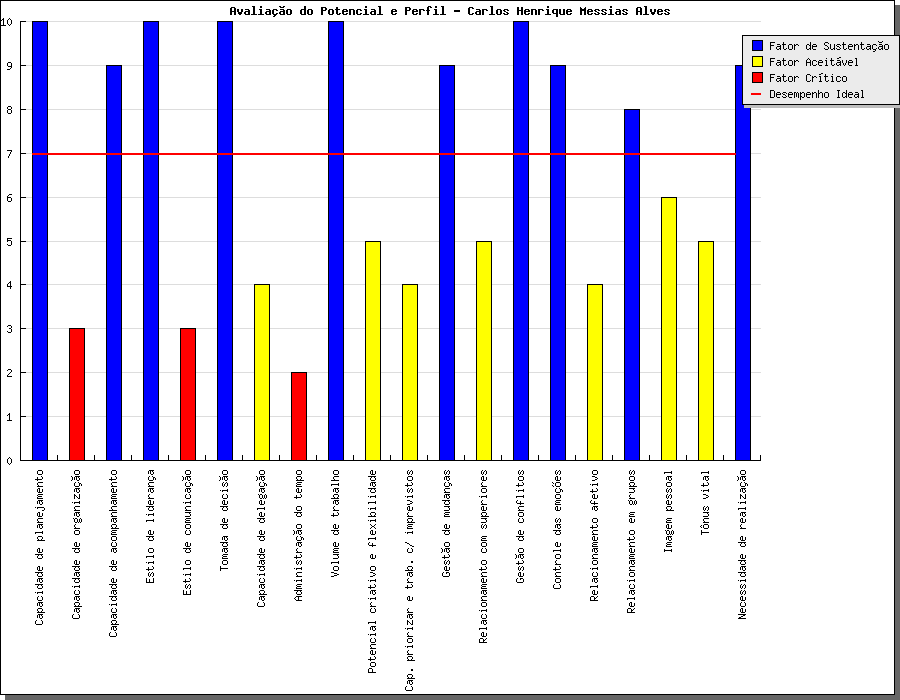 Avaliação do Potencial e Perfil - Carlos Henrique Messias Alves
Fator de Sustentação
Fator Aceitável
Fator Crítico
Desempenho Ideal
10
9
8
7
6
5
4
3
2
1
0
Capacidade de planejamento
Capacidade de organização
Capacidade de acompanhamento
Estilo de liderança
Estilo de comunicação
Tomada de decisão
Capacidade de delegação
Administração do tempo
Volume de trabalho
Potencial criativo e flexibilidade
Cap. priorizar e trab. c/ imprevistos
Gestão de mudanças
Relacionamento com superiores
Gestão de conflitos
Controle das emoções
Relacionamento afetivo
Relacionamento em grupos
Imagem pessoal
Tônus vital
Necessidade de realização